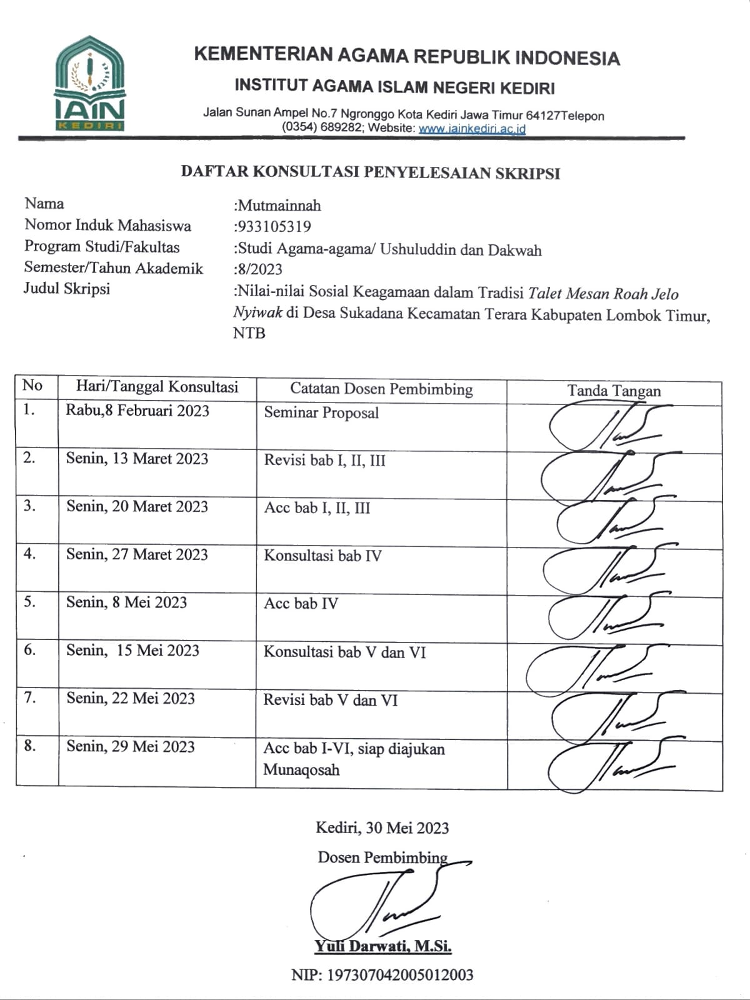 IAIN
KEDIRI
KEMENTERIAN AGAMA REPUBLIK INDONESIA
INSTITUT AGAMA ISLAM NEGERI KEDIRI
Jalan Sunan Ampel No.7 Ngronggo Kota Kediri Jawa Timur 64127Telepon
(0354) 689282; Website: www.iainkediri.ac.id
DAFTAR KONSULTASI PENYELESAIAN SKRIPSI
Nama :Mutmainnah
Nomor Induk Mahasiswa :933105319
Program Studi/Fakultas :Studi Agama-agama/ Ushuluddin dan Dakwah
Semester/Tahun Akademik :8/2023
Judul Skripsi :Nilai-nilai Sosial Keagamaan dalam Tradisi Talet Mesan Roah Jelo
Nyiwak di Desa Sukadana Kecamatan Terara Kabupaten Lombok Timur,
NTB
No Hari/Tanggal Konsultasi Catatan Dosen Pembimbing Tanda Tangan
1. Rabu,8 Februari 2023 Seminar Proposal
2. Senin, 13 Maret 2023 Revisi bab I, II, III
3. Senin, 20 Maret 2023 Acc bab I, II, III
4. Senin, 27 Maret 2023 Konsultasi bab IV
5. Senin, 8 Mei 2023 Acc bab IV
6. Senin, 15 Mei 2023 Konsultasi bab V dan VI
7. Senin, 22 Mei 2023 Revisi bab V dan VI
8. Senin, 29 Mei 2023 Acc bab I-VI, siap diajukan
Munaqosah
Kediri, 30 Mei 2023
Dosen Pembimbing
Yuli Darwati, M.Si.
NIP: 197307042005012003